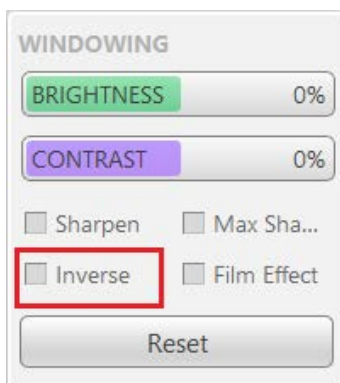 WINDOWING
BRIGHTNESS 0%
CONTRAST 0%
Sharpen Max Sha...
Inverse Film Effect
Reset